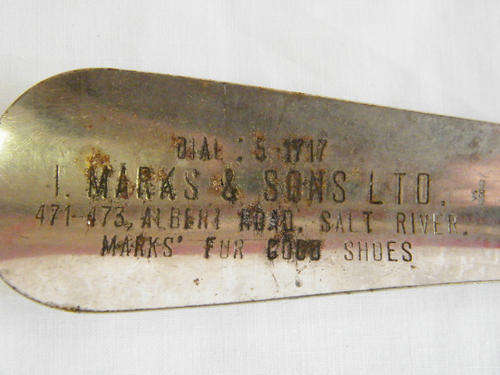 DIAL : 5-1717
I. MARKS & SONS LTD.
471-473, ALBERT ROAD. SALT RIVER.
MARKS' FOR GOOD SHOES